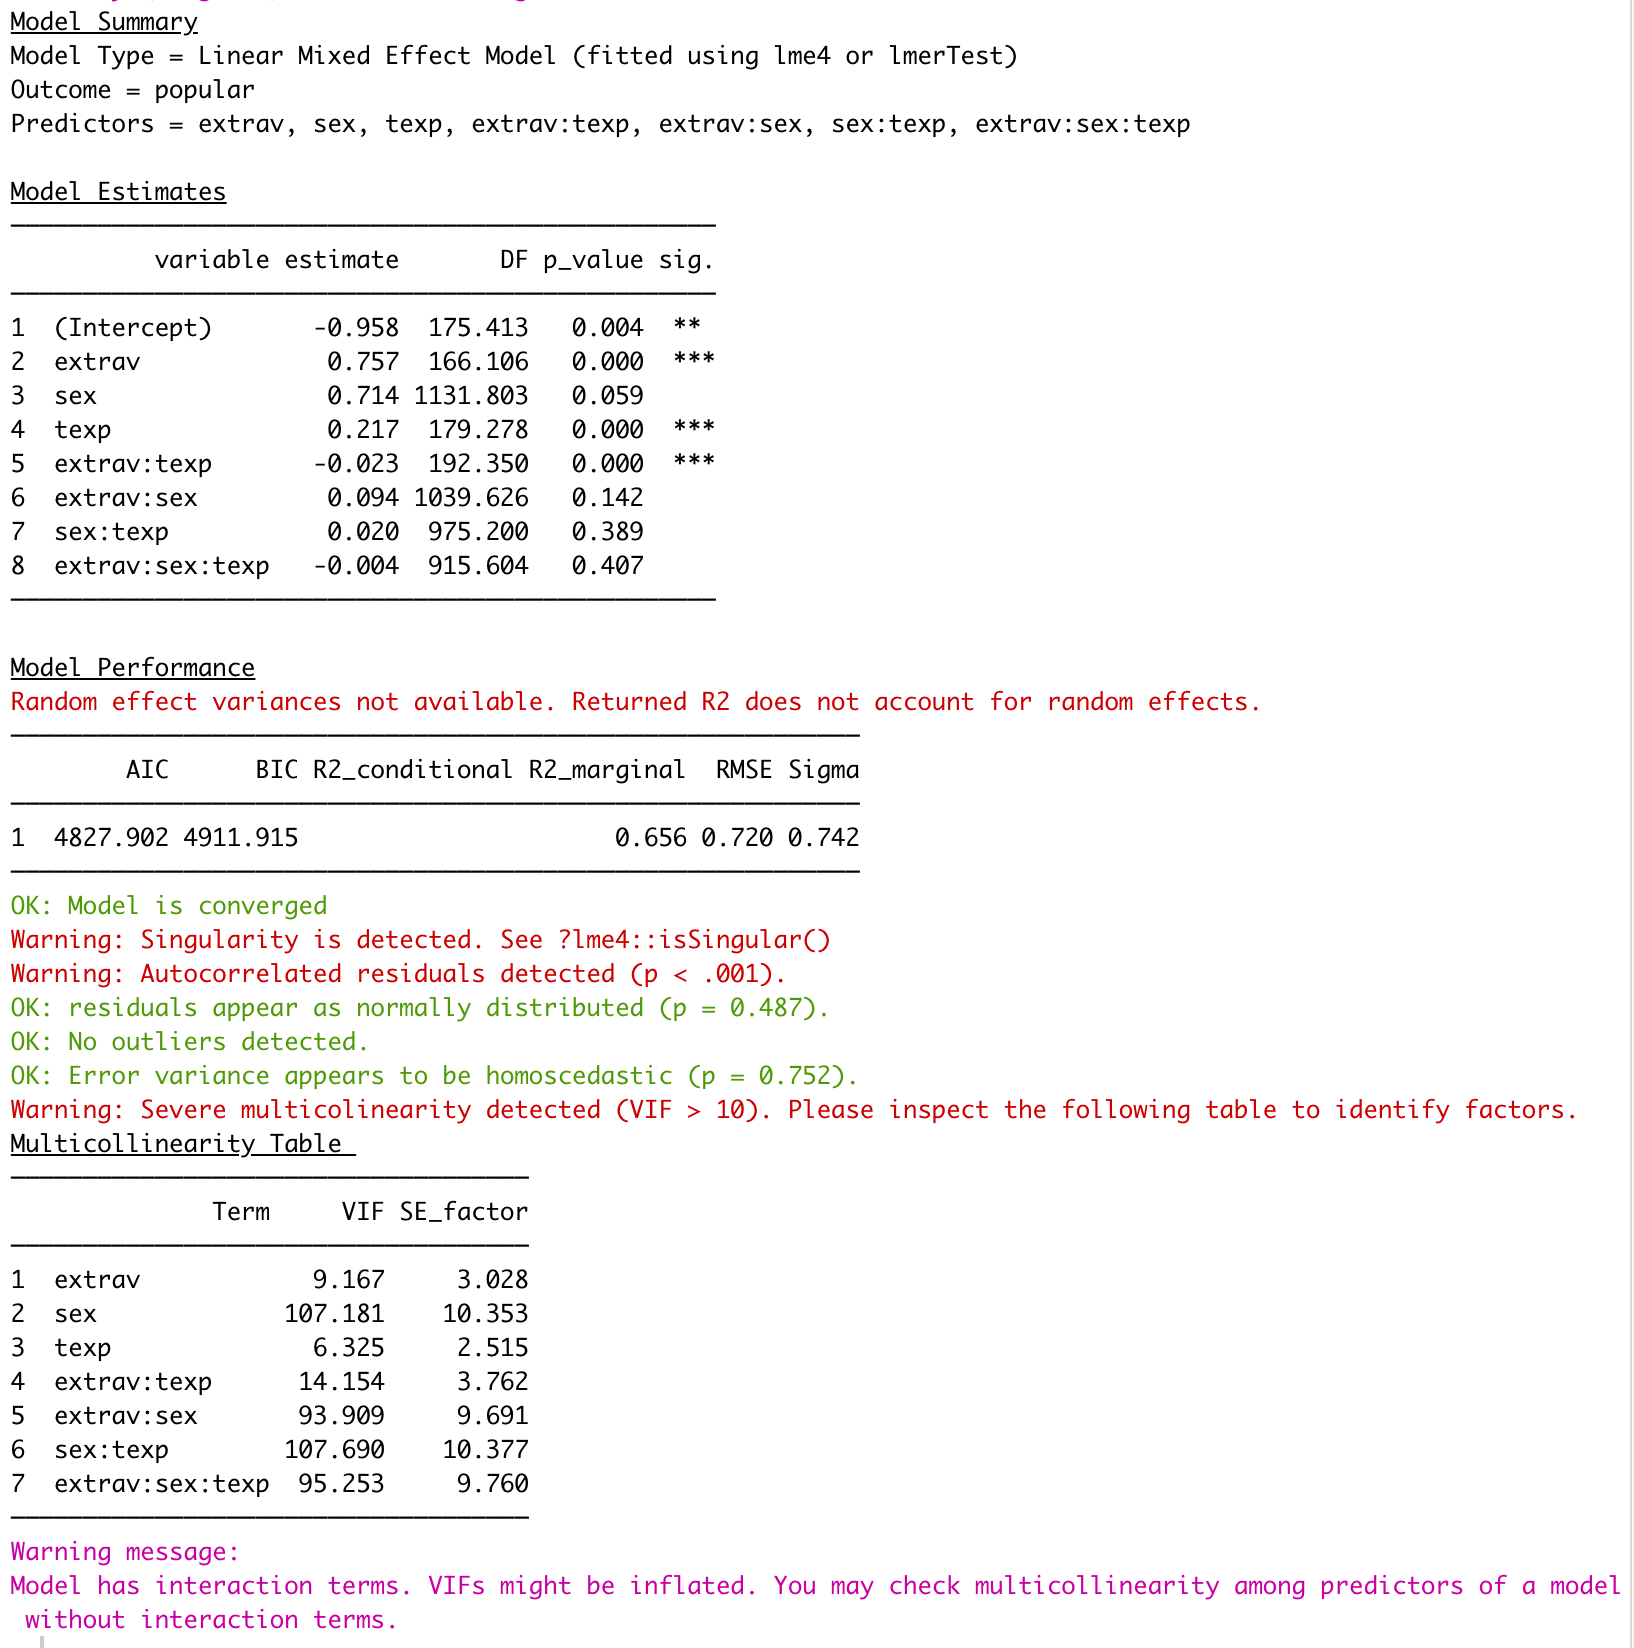 Model Summary
Model Type = Linear Mixed Effect Model (fitted using lme4 or lmerTest)
Outcome = popular
Predictors = extrav, sex, texp, extrav:texp, extrav:sex, sex:texp, extrav:sex:texp
Model Estimates
variable estimate DF p_value sig.
1 (Intercept) -0.958 175.413 0.004 **
2 extrav 0.757 166.106 0.000 ***
3 sex 0.714 1131.803 0.059
4 texp 0.217 179.278 0.000 ***
5 extrav:texp -0.023 192.350 0.000 ***
6 extrav:sex 0.094 1039.626 0.142
7 sex:texp 0.020 975.200 0.389
8 extrav:sex:texp -0.004 915.604 0.407
Model Performance
Random effect variances not available. Returned R2 does not account for random effects.
AIC BIC R2_conditional R2_marginal RMSE Sigma
1 4827.902 4911.915 0.656 0.720 0.742
OK: Model is converged
Warning: Singularity is detected. See ?lme4::isSingular()
Warning: Autocorrelated residuals detected (p < .001).
OK: residuals appear as normally distributed (p = 0.487).
OK: No outliers detected.
OK: Error variance appears to be homoscedastic (p = 0.752).
Warning: Severe multicolinearity detected (VIF > 10). Please inspect the following table to identify factors.
Multicollinearity Table
Term VIF SE_factor
1 extrav 9.167 3.028
2 sex 107.181 10.353
3 texp 6.325 2.515
4 extrav:texp 14.154 3.762
5 extrav:sex 93.909 9.691
6 sex:texp 107.690 10.377
7 extrav:sex:texp 95.253 9.760
Warning message:
Model has interaction terms. VIFs might be inflated. You may check multicollinearity among predictors of a model
without interaction terms.